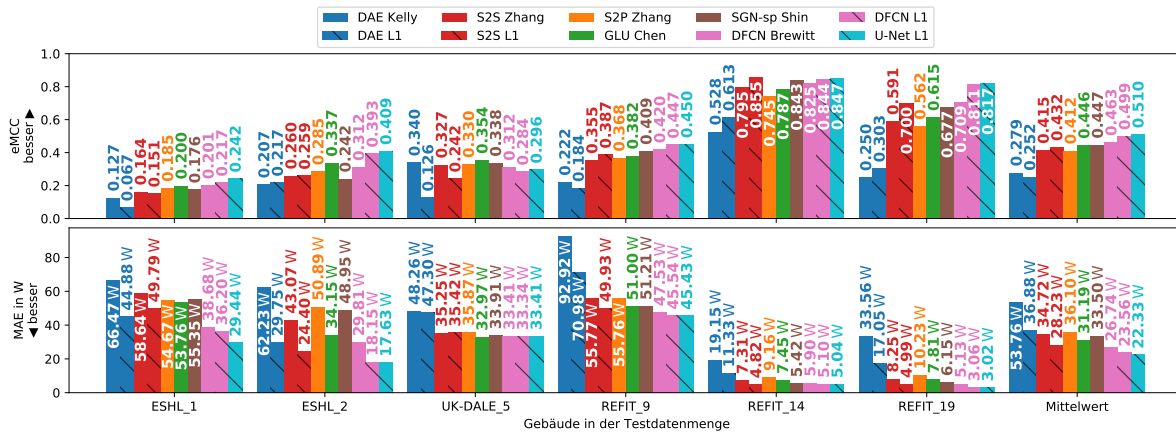 DAE Kelly S2S Zhang S2P Zhang SGN-sp Shin DFCN L1
DAE L1 S2S L1 GLU Chen DFCN Brewitt U-Net L1
eMCC
besser ▶
1.0
0.8
0.6
0.4
0.2
0.0
0.127 0.067 0.164 0.151 0.185 0.200 0.176 0.201 0.217 0.242
0.207 0.217 0.260 0.259 0.285 0.337 0.242 0.312 0.393 0.409
0.340 0.126 0.327 0.242 0.330 0.354 0.338 0.312 0.284 0.296
0.222 0.184 0.355 0.387 0.368 0.382 0.409 0.420 0.447 0.450
0.528 0.613 0.795 0.855 0.745 0.787 0.843 0.825 0.844 0.847
0.250 0.303 0.591 0.700 0.562 0.615 0.677 0.709 0.811 0.817
0.279 0.252 0.415 0.432 0.412 0.446 0.447 0.463 0.499 0.510
MAE in W
◀ besser
80
60
40
20
0
66.47 W 44.88 W 58.64 W 49.79 W 54.67 W 53.76 W 55.35 W 38.68 W 36.20 W 29.44 W
62.23 W 29.75 W 43.07 W 24.40 W 50.89 W 34.15 W 48.95 W 29.81 W 18.15 W 17.63 W
48.26 W 47.30 W 35.25 W 35.42 W 35.87 W 32.97 W 33.91 W 33.41 W 33.34 W 33.41 W
92.92 W 70.98 W 55.77 W 49.93 W 55.76 W 51.00 W 51.21 W 47.53 W 45.54 W 45.43 W
19.15 W 11.33 W 7.31 W 4.82 W 9.16 W 7.45 W 5.42 W 5.90 W 5.10 W 5.04 W
33.56 W 17.05 W 8.25 W 4.99 W 10.23 W 7.81 W 6.15 W 5.13 W 3.06 W 3.02 W
53.76 W 36.88 W 34.72 W 28.23 W 36.10 W 31.19 W 33.50 W 26.74 W 23.56 W 22.33 W
ESHL_1 ESHL_2 UK-DALE_5 REFIT_9 REFIT_14 REFIT_19 Mittelwert
Gebäude in der Testdatenmenge